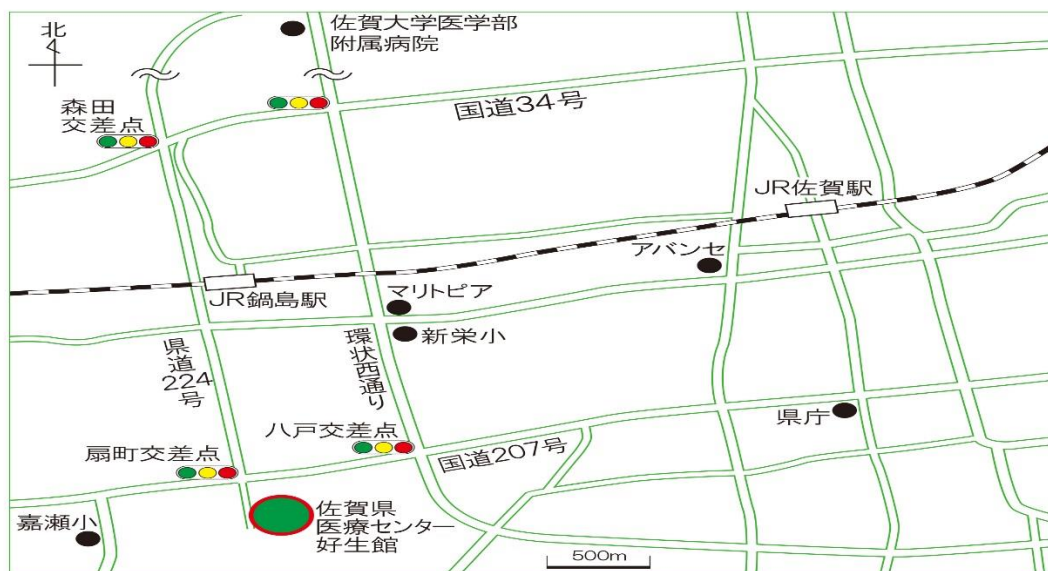 北
佐賀大学医学部
附属病院
森田
交差点
国道34号
JR佐賀駅
アバンセ
JR鍋島駅
マリトピア
新栄小
県道224号
環状西通り
県庁
八戸交差点
扇町交差点
国道207号
嘉瀬小
佐賀県
医療センター
好生館
500m